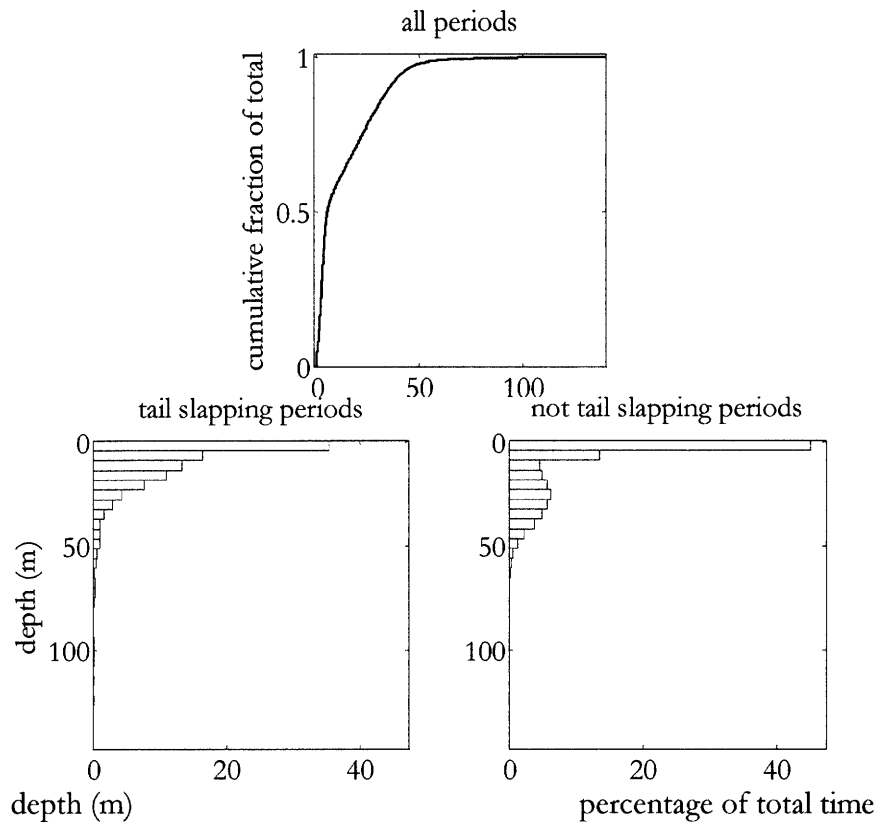 all periods
cumulative fraction of total
1
0.5
0
0 50 100
tail slapping periods
not tail slapping periods
depth (m)
0
50
100
0 20 40
0
50
100
0 20 40
depth (m)
percentage of total time